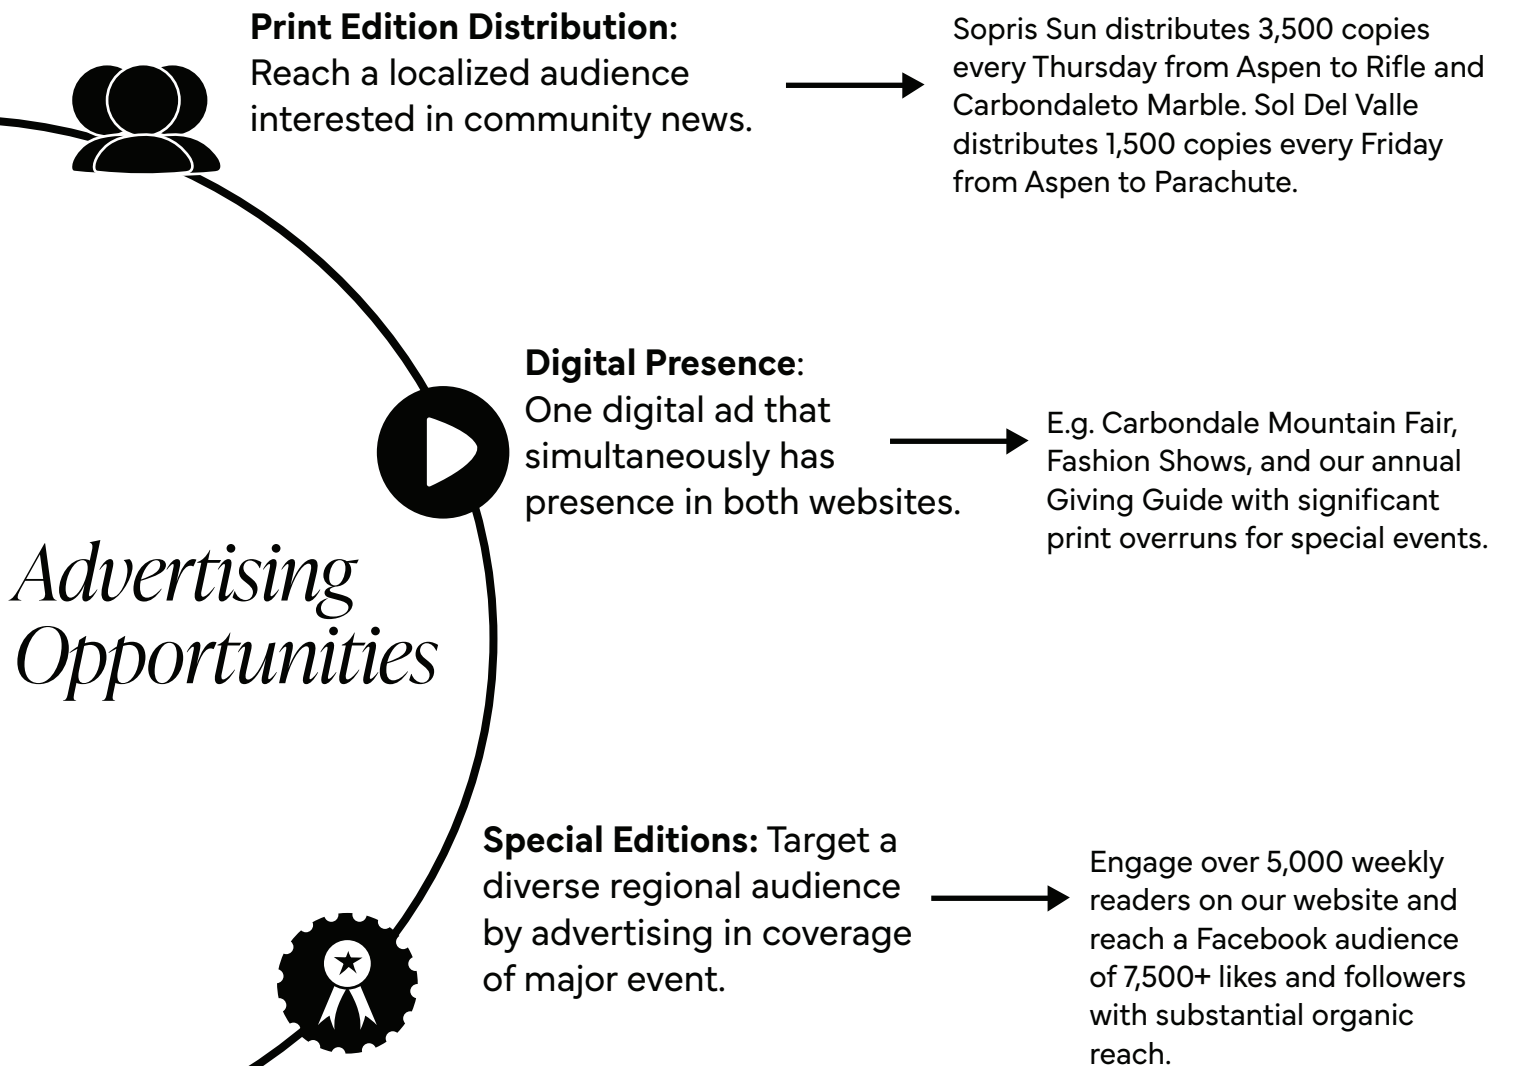 Print Edition Distribution:
Reach a localized audience
interested in community news.
Sopris Sun distributes 3,500 copies
every Thursday from Aspen to Rifle and
Carbondaleto Marble. Sol Del Valle
distributes 1,500 copies every Friday
from Aspen to Parachute.
Digital Presence:
One digital ad that
simultaneously has
presence in both websites.
E.g. Carbondale Mountain Fair,
Fashion Shows, and our annual
Giving Guide with significant
print overruns for special events.
Advertising
Opportunities
Special Editions: Target a
diverse regional audience
by advertising in coverage
of major event.
Engage over 5,000 weekly
readers on our website and
reach a Facebook audience
of 7,500+ likes and followers
with substantial organic
reach.